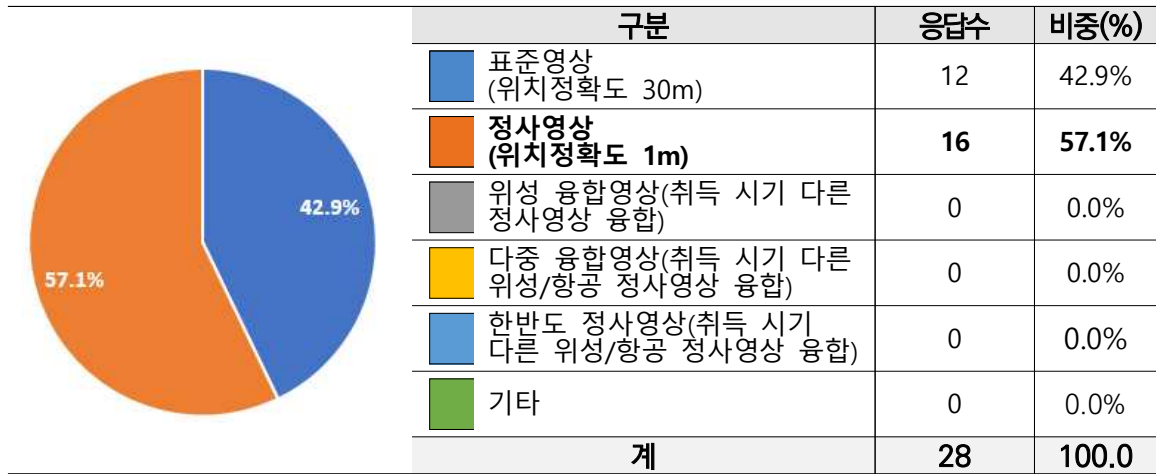 구분 응답수 비중(%)
표준영상
(위치정확도 30m) 12 42.9%
정사영상
(위치정확도 1m) 16 57.1%
위성 융합영상(취득 시기 다른
정사영상 융합) 0 0.0%
다중 융합영상(취득 시기 다른
위성/항공 정사영상 융합) 0 0.0%
한반도 정사영상(취득 시기
다른 위성/항공 정사영상 융합) 0 0.0%
기타 0 0.0%
계 28 100.0
42.9%
57.1%